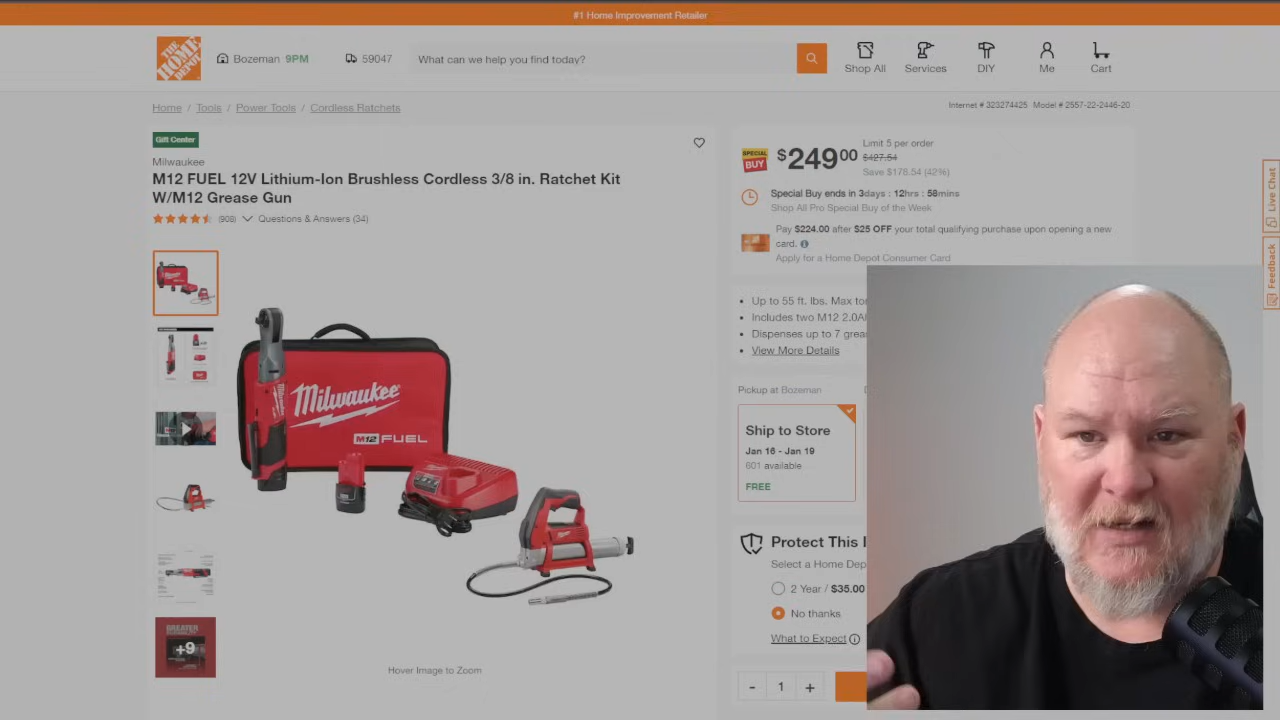 #1 Home Improvement Retailer
THE HOME DEPOT
Bozeman 9PM
59047
What can we help you find today?
Shop All
Services
DIY
Me
Cart
Home / Tools / Power Tools / Cordless Ratchets
Internet # 323274425 Model # 2557-22-2446-20
Gift Center
Milwaukee
M12 FUEL 12V Lithium-Ion Brushless Cordless 3/8 in. Ratchet Kit
W/M12 Grease Gun
(908) Questions & Answers (34)
Milwaukee
M12 FUEL
GREATER
+9
Hover Image to Zoom
SPECIAL
BUY
$249.00
Limit 5 per order
$427.54
Save $178.54 (42%)
Special Buy ends in 3days : 12hrs : 58mins
Shop All Pro Special Buy of the Week
Pay $224.00 after $25 OFF your total qualifying purchase upon opening a new
card.
Apply for a Home Depot Consumer Card
Up to 55 ft. lbs. Max
Includes two M12 2.0A
Dispenses up to 7
View More Details
Pickup at Bozeman
Ship to Store
Jan 16 - Jan 19
601 available
FREE
Protect This
Select a Home
2 Year / $35.00
No thanks
What to Expect
- 1 +
Live Chat
Feedback